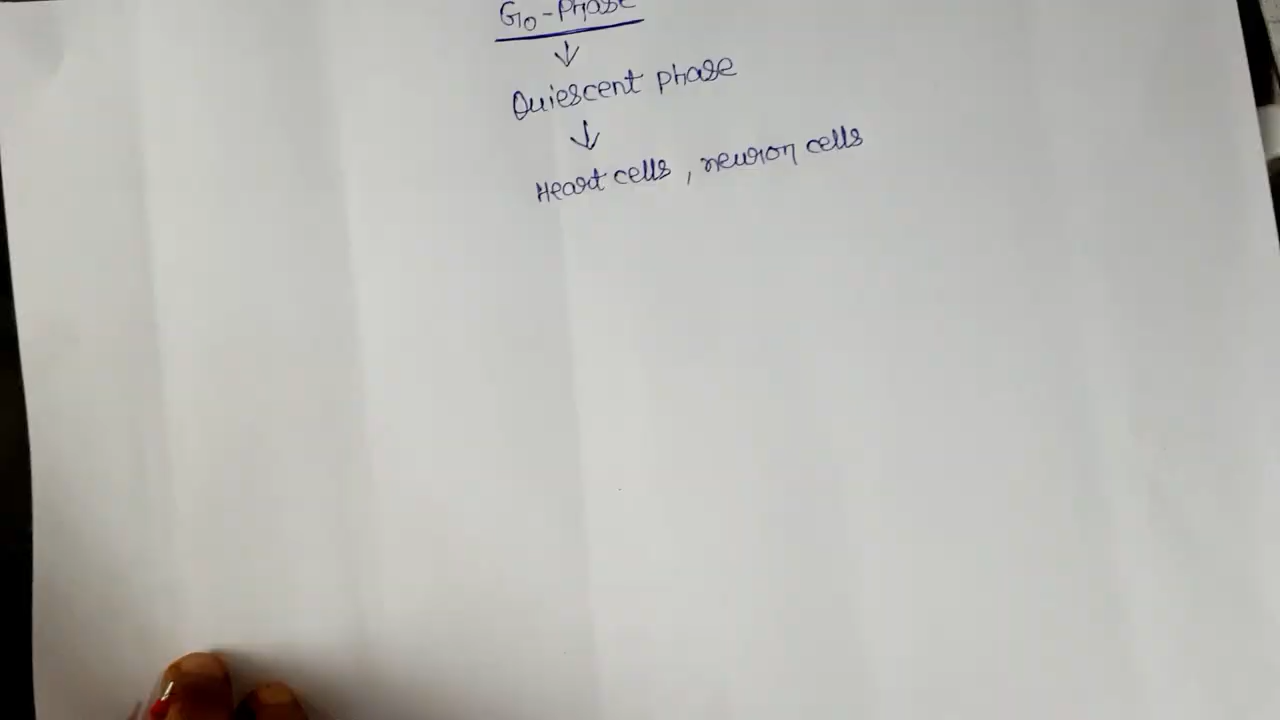 G0-Phase
↓
Quiescent phase
↓
Heart cells, neuron cells